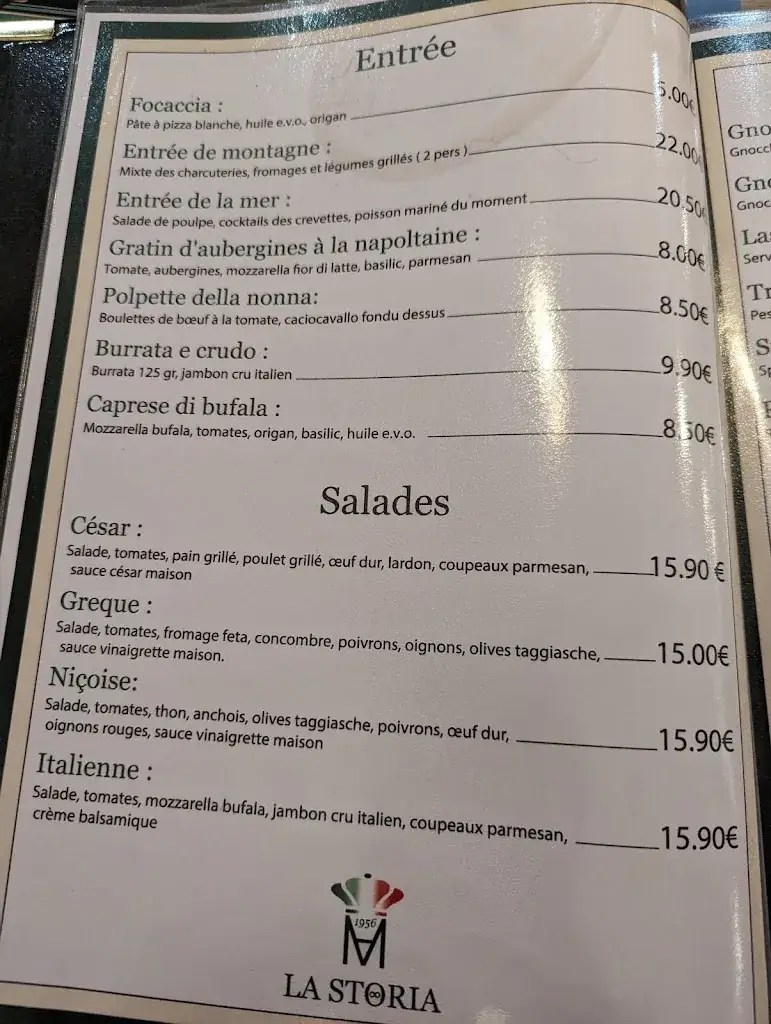 Entrée
Focaccia : 5.00€
Pâte à pizza blanche, huile e.v.o., origan
Entrée de montagne : 22.00
Mixte des charcuteries, fromages et légumes grillés ( 2 pers )
Entrée de la mer : 20.50€
Salade de poulpe, cocktails des crevettes, poisson mariné du moment
Gratin d'aubergines à la napoltaine : 8.00€
Tomate, aubergines, mozzarella fior di latte, basilic, parmesan
Polpette della nonna: 8.50€
Boulettes de bœuf à la tomate, caciocavallo fondu dessus
Burrata e crudo : 9.90€
Burrata 125 gr, jambon cru italien
Caprese di bufala : 8.50€
Mozzarella bufala, tomates, origan, basilic, huile e.v.o.
Salades
César :
Salade, tomates, pain grillé, poulet grillé, œuf dur, lardon, coupeaux parmesan, 15.90 €
sauce césar maison
Greque :
Salade, tomates, fromage feta, concombre, poivrons, oignons, olives taggiasche, 15.00€
sauce vinaigrette maison.
Niçoise:
Salade, tomates, thon, anchois, olives taggiasche, poivrons, œuf dur, 15.90€
oignons rouges, sauce vinaigrette maison
Italienne :
Salade, tomates, mozzarella bufala, jambon cru italien, coupeaux parmesan, 15.90€
crème balsamique
1956
LA STORIA